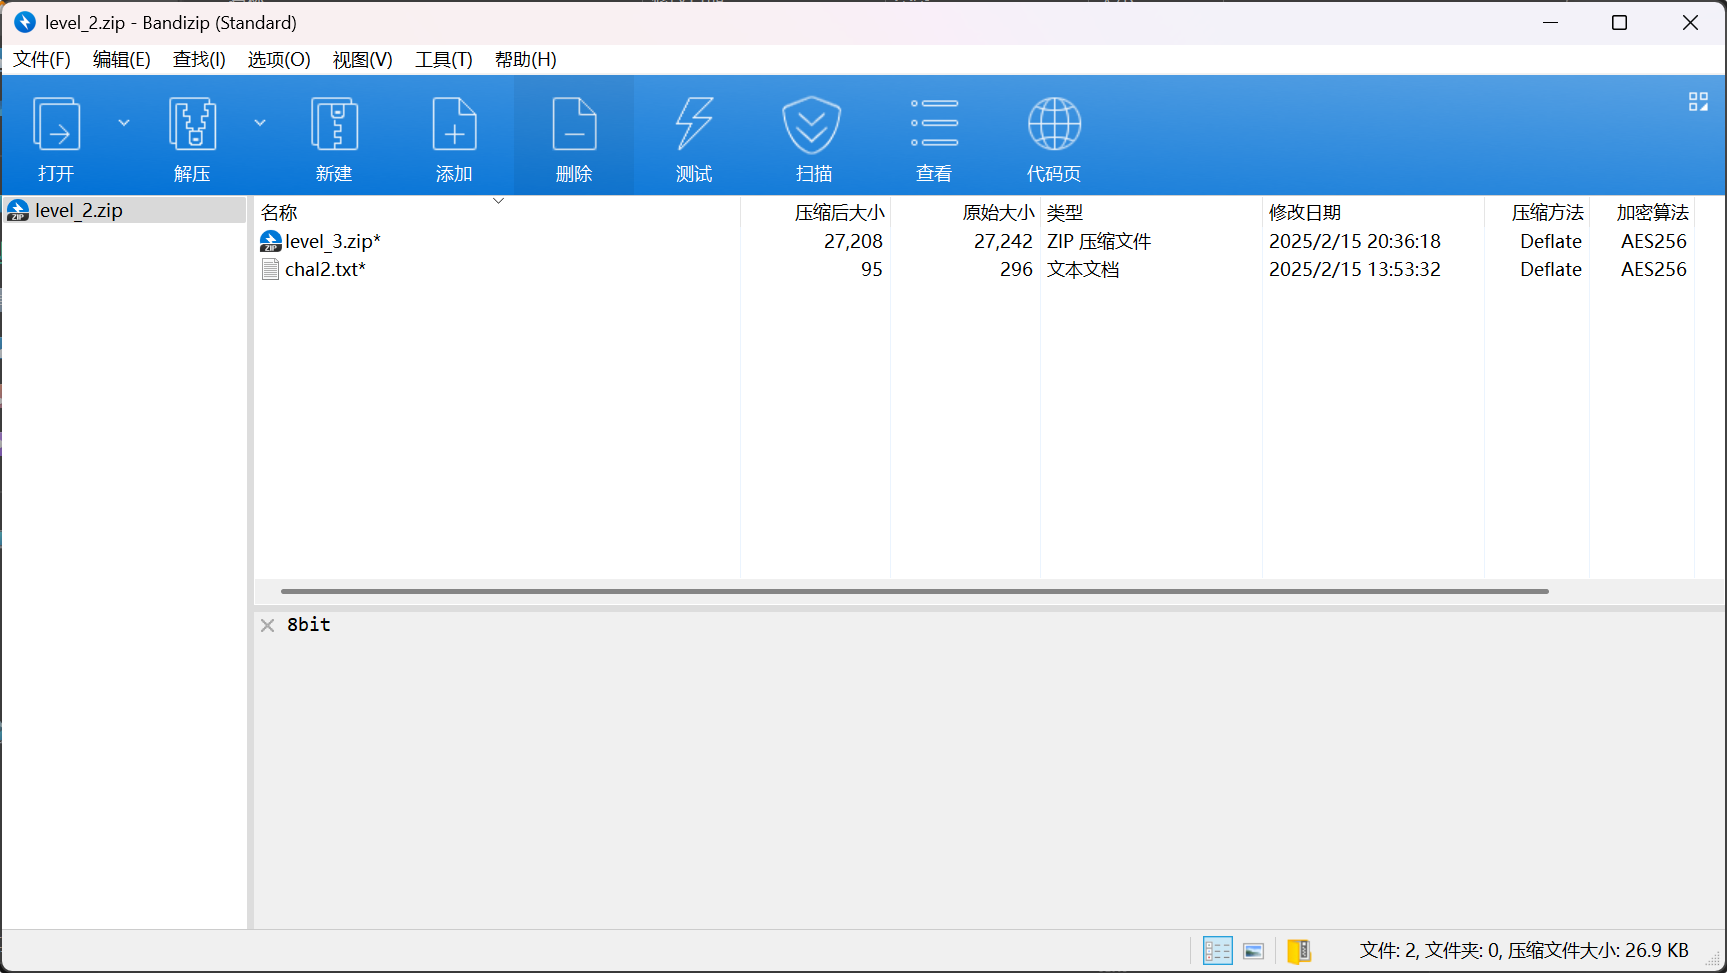 level_2.zip - Bandizip (Standard)
文件(F) 编辑(E) 查找(I) 选项(O) 视图(V) 工具(T) 帮助(H)
打开 解压 新建 添加 删除 测试 扫描 查看 代码页
level_2.zip
名称 压缩后大小 原始大小 类型 修改日期 压缩方法 加密算法
level_3.zip* 27,208 27,242 ZIP 压缩文件 2025/2/15 20:36:18 Deflate AES256
chal2.txt* 95 296 文本文档 2025/2/15 13:53:32 Deflate AES256
8bit
文件: 2, 文件夹: 0, 压缩文件大小: 26.9 KB